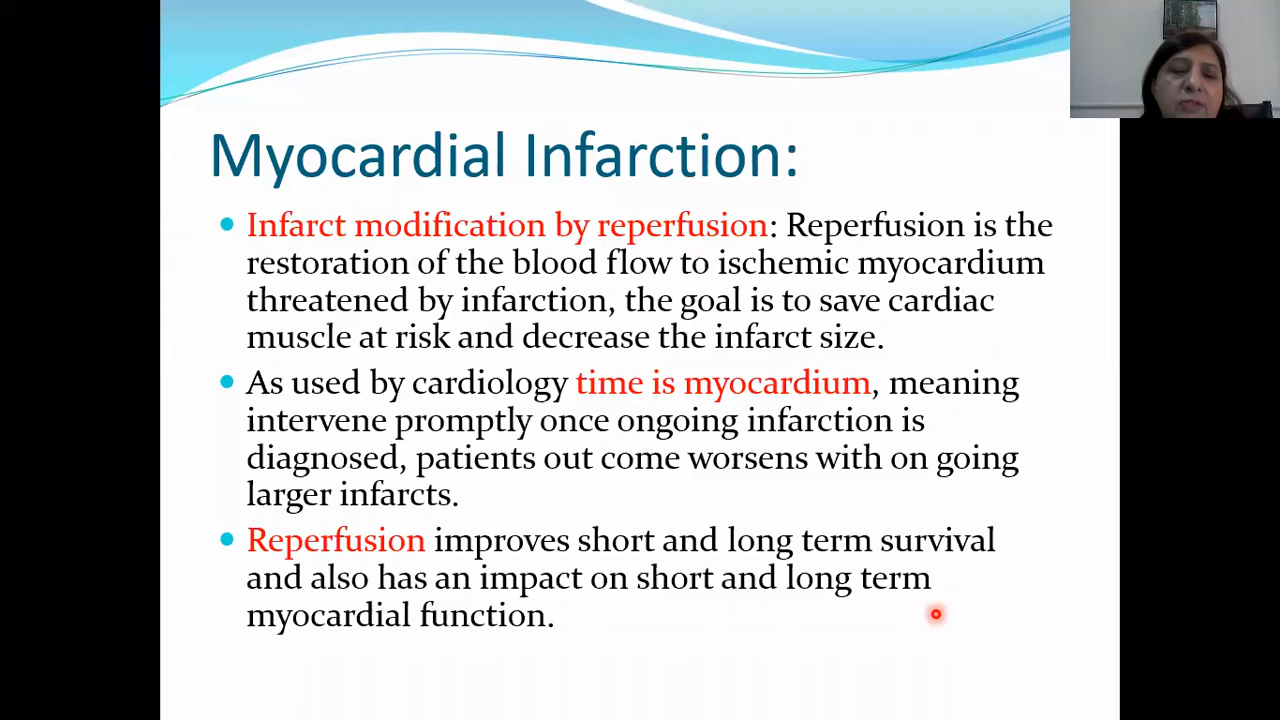 Myocardial Infarction:
Infarct modification by reperfusion: Reperfusion is the
restoration of the blood flow to ischemic myocardium
threatened by infarction, the goal is to save cardiac
muscle at risk and decrease the infarct size.
As used by cardiology time is myocardium, meaning
intervene promptly once ongoing infarction is
diagnosed, patients out come worsens with on going
larger infarcts.
Reperfusion improves short and long term survival
and also has an impact on short and long term
myocardial function.